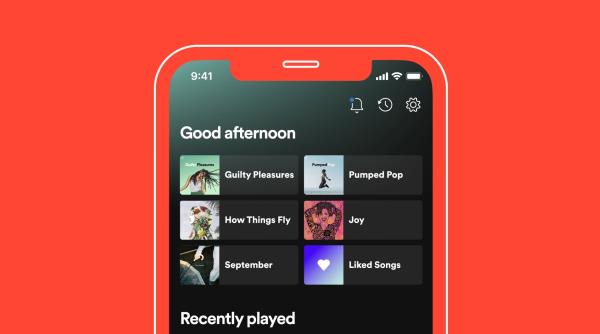 9:41
Good afternoon
Guilty Pleasures
Guilty Pleasures
Pumped Pop
Pumped Pop
How Things Fly
Joy
September
Liked Songs
Recently played